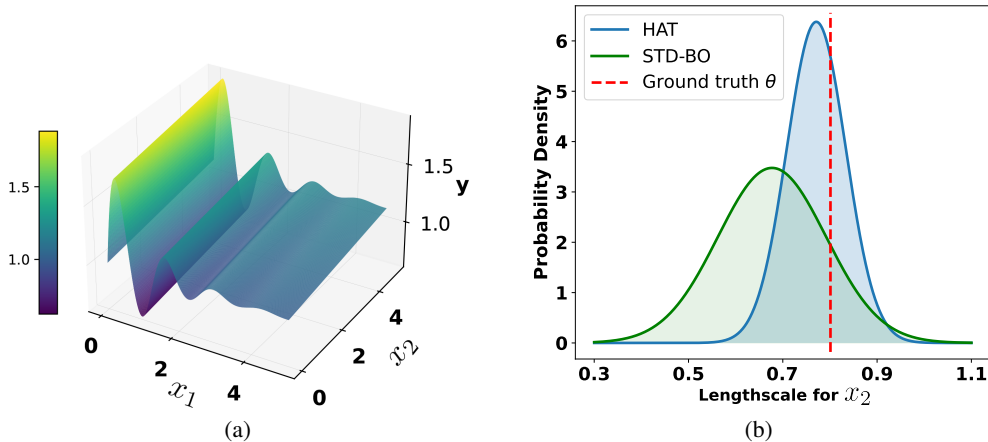 1.5
1.0
0
2
4
x₁
0
2
4
x₂
1.5
1.0
y
(a)
HAT
STD-BO
Ground truth θ
Probability Density
6
5
4
3
2
1
0
0.3 0.5 0.7 0.9 1.1
Lengthscale for x₂
(b)